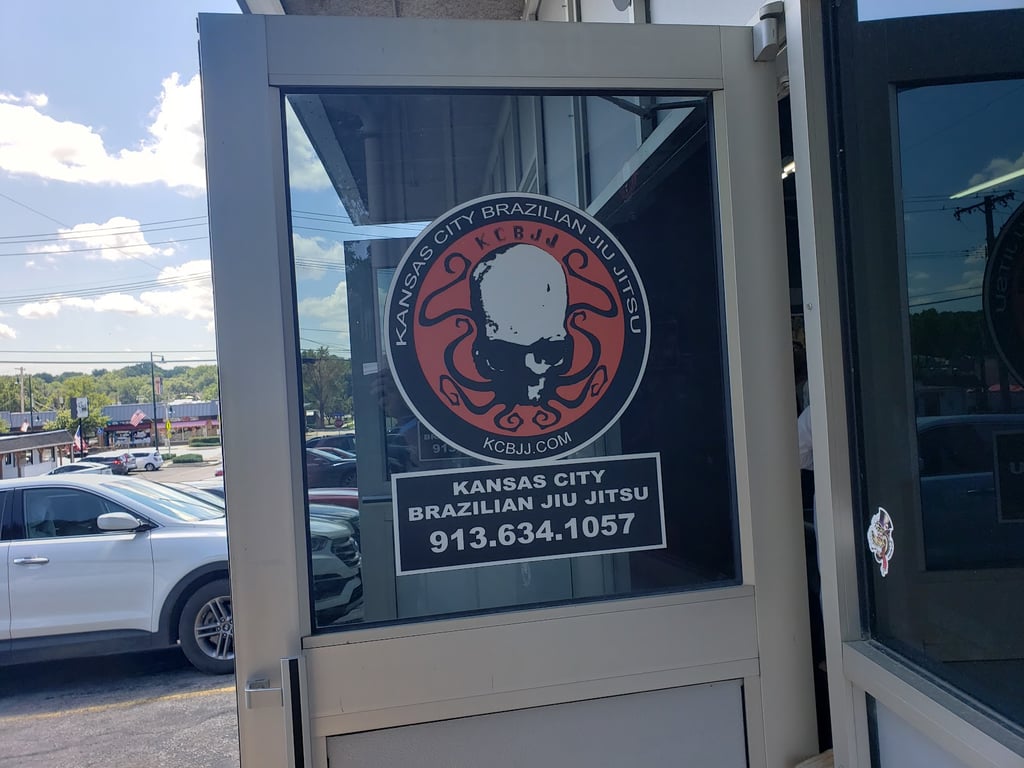 KANSAS CITY BRAZILIAN JIU JITSU
KCBJJ
KCBJJ.COM
KANSAS CITY
BRAZILIAN JIU JITSU
913.634.1057